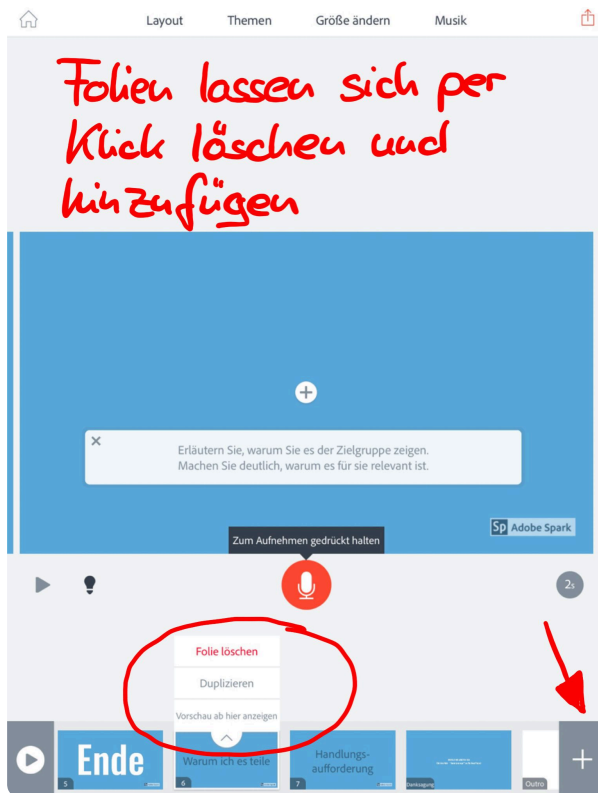 Layout Themen Größe ändern Musik
Folien lassen sich per
Klick löschen und
hinzufügen
Erläutern Sie, warum Sie es der Zielgruppe zeigen.
Machen Sie deutlich, warum es für sie relevant ist.
Sp Adobe Spark
Zum Aufnehmen gedrückt halten
2s
Folie löschen
Duplizieren
Vorschau ab hier anzeigen
Ende
5
Warum ich es teile
6
Handlungs-
aufforderung
7
Danksagung
Outro